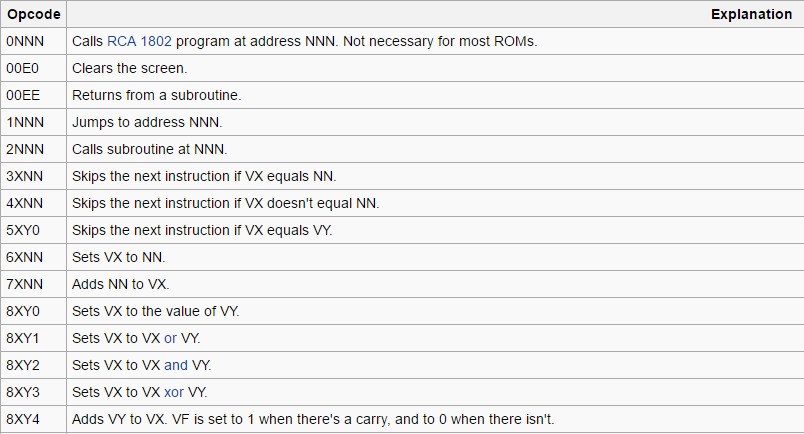 Opcode Explanation
0NNN Calls RCA 1802 program at address NNN. Not necessary for most ROMs.
00E0 Clears the screen.
00EE Returns from a subroutine.
1NNN Jumps to address NNN.
2NNN Calls subroutine at NNN.
3XNN Skips the next instruction if VX equals NN.
4XNN Skips the next instruction if VX doesn't equal NN.
5XY0 Skips the next instruction if VX equals VY.
6XNN Sets VX to NN.
7XNN Adds NN to VX.
8XY0 Sets VX to the value of VY.
8XY1 Sets VX to VX or VY.
8XY2 Sets VX to VX and VY.
8XY3 Sets VX to VX xor VY.
8XY4 Adds VY to VX. VF is set to 1 when there's a carry, and to 0 when there isn't.